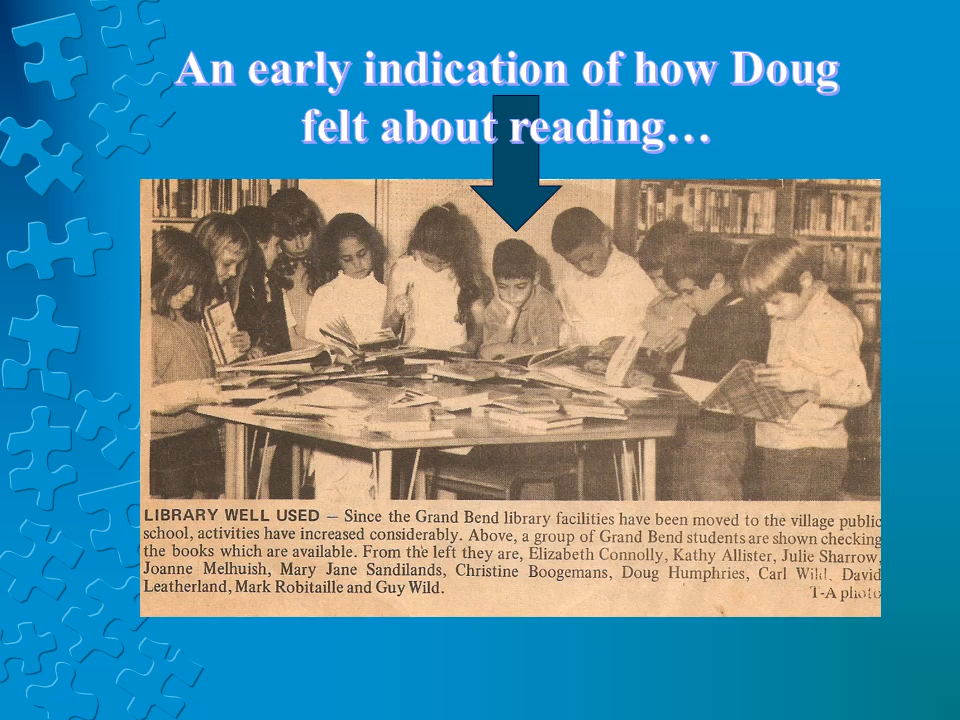 An early indication of how Doug
felt about reading…
LIBRARY WELL USED – Since the Grand Bend library facilities have been moved to the village public
school, activities have increased considerably. Above, a group of Grand Bend students are shown checking
the books which are available. From the left they are, Elizabeth Connolly, Kathy Allister, Julie Sharrow,
Joanne Melhuish, Mary Jane Sandilands, Christine Boogemans, Doug Humphries, Carl Wild, David
Leatherland, Mark Robitaille and Guy Wild.
T-A photo